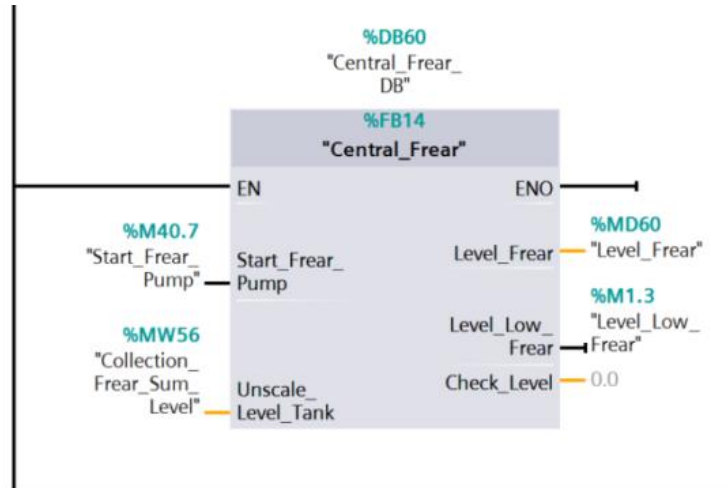 %DB60
"Central_Frear_
DB"
%FB14
"Central_Frear"
EN
ENO
%M40.7
"Start_Frear_
Pump"
Start_Frear_
Pump
%MW56
"Collection_
Frear_Sum_
Level"
Unscale_
Level_Tank
Level_Frear
%MD60
"Level_Frear"
Level_Low_
Frear
%M1.3
"Level_Low_
Frear"
Check_Level
0.0